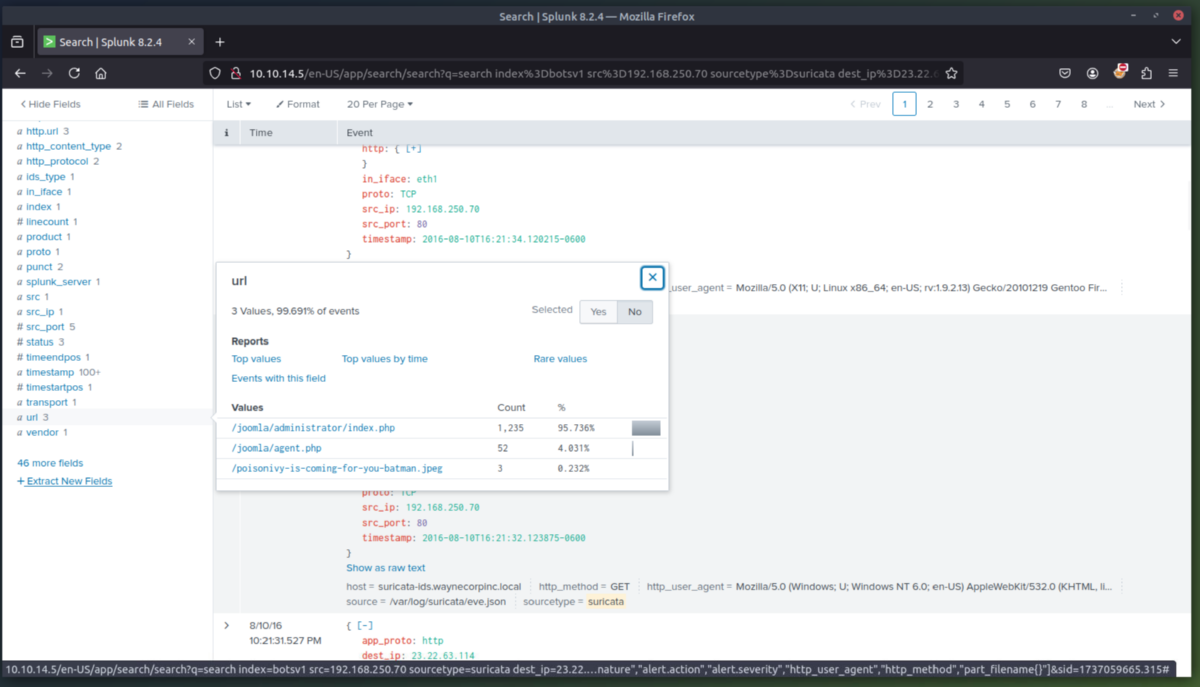 Search | Splunk 8.2.4 — Mozilla Firefox
Search | Splunk 8.2.4
10.10.14.5/en-US/app/search/search?q=search index%3Dbotsv1 src%3D192.168.250.70 sourcetype%3Dsuricata dest_ip%3D23.22.
Hide Fields
All Fields
List
Format
20 Per Page
Prev 1 2 3 4 5 6 7 8 ... Next
i Time Event
a http.url 3
a http_content_type 2
a http_protocol 2
a ids_type 1
a in_iface 1
a index 1
# linecount 1
a product 1
a proto 1
a punct 2
a splunk_server 1
a src 1
a src_ip 1
# src_port 5
# status 3
# timeendpos 1
a timestamp 100+
# timestartpos 1
a transport 1
a url 3
a vendor 1
46 more fields
+ Extract New Fields
http: { [+]
}
in_iface: eth1
proto: TCP
src_ip: 192.168.250.70
src_port: 80
timestamp: 2016-08-10T16:21:34.120215-0600
}
_user_agent = Mozilla/5.0 (X11; U; Linux x86_64; en-US; rv:1.9.2.13) Gecko/20101219 Gentoo Fir...
url
3 Values, 99.691% of events
Selected Yes No
Reports
Top values Top values by time Rare values
Events with this field
Values Count %
/joomla/administrator/index.php 1,235 95.736%
/joomla/agent.php 52 4.031%
/poisonivy-is-coming-for-you-batman.jpeg 3 0.232%
proto: TCP
src_ip: 192.168.250.70
src_port: 80
timestamp: 2016-08-10T16:21:32.123875-0600
}
Show as raw text
host = suricata-ids.waynecorpinc.local http_method = GET http_user_agent = Mozilla/5.0 (Windows; U; Windows NT 6.0; en-US) AppleWebKit/532.0 (KHTML, li...
source = /var/log/suricata/eve.json sourcetype = suricata
8/10/16
10:21:31.527 PM
{ [-]
app_proto: http
dest_ip: 23.22.63.114
10.10.14.5/en-US/app/search/search?q=search index=botsv1 src=192.168.250.70 sourcetype=suricata dest_ip=23.22....nature","alert.action","alert.severity","http_user_agent","http_method","part_filename{}"]&sid=1737059665.315#